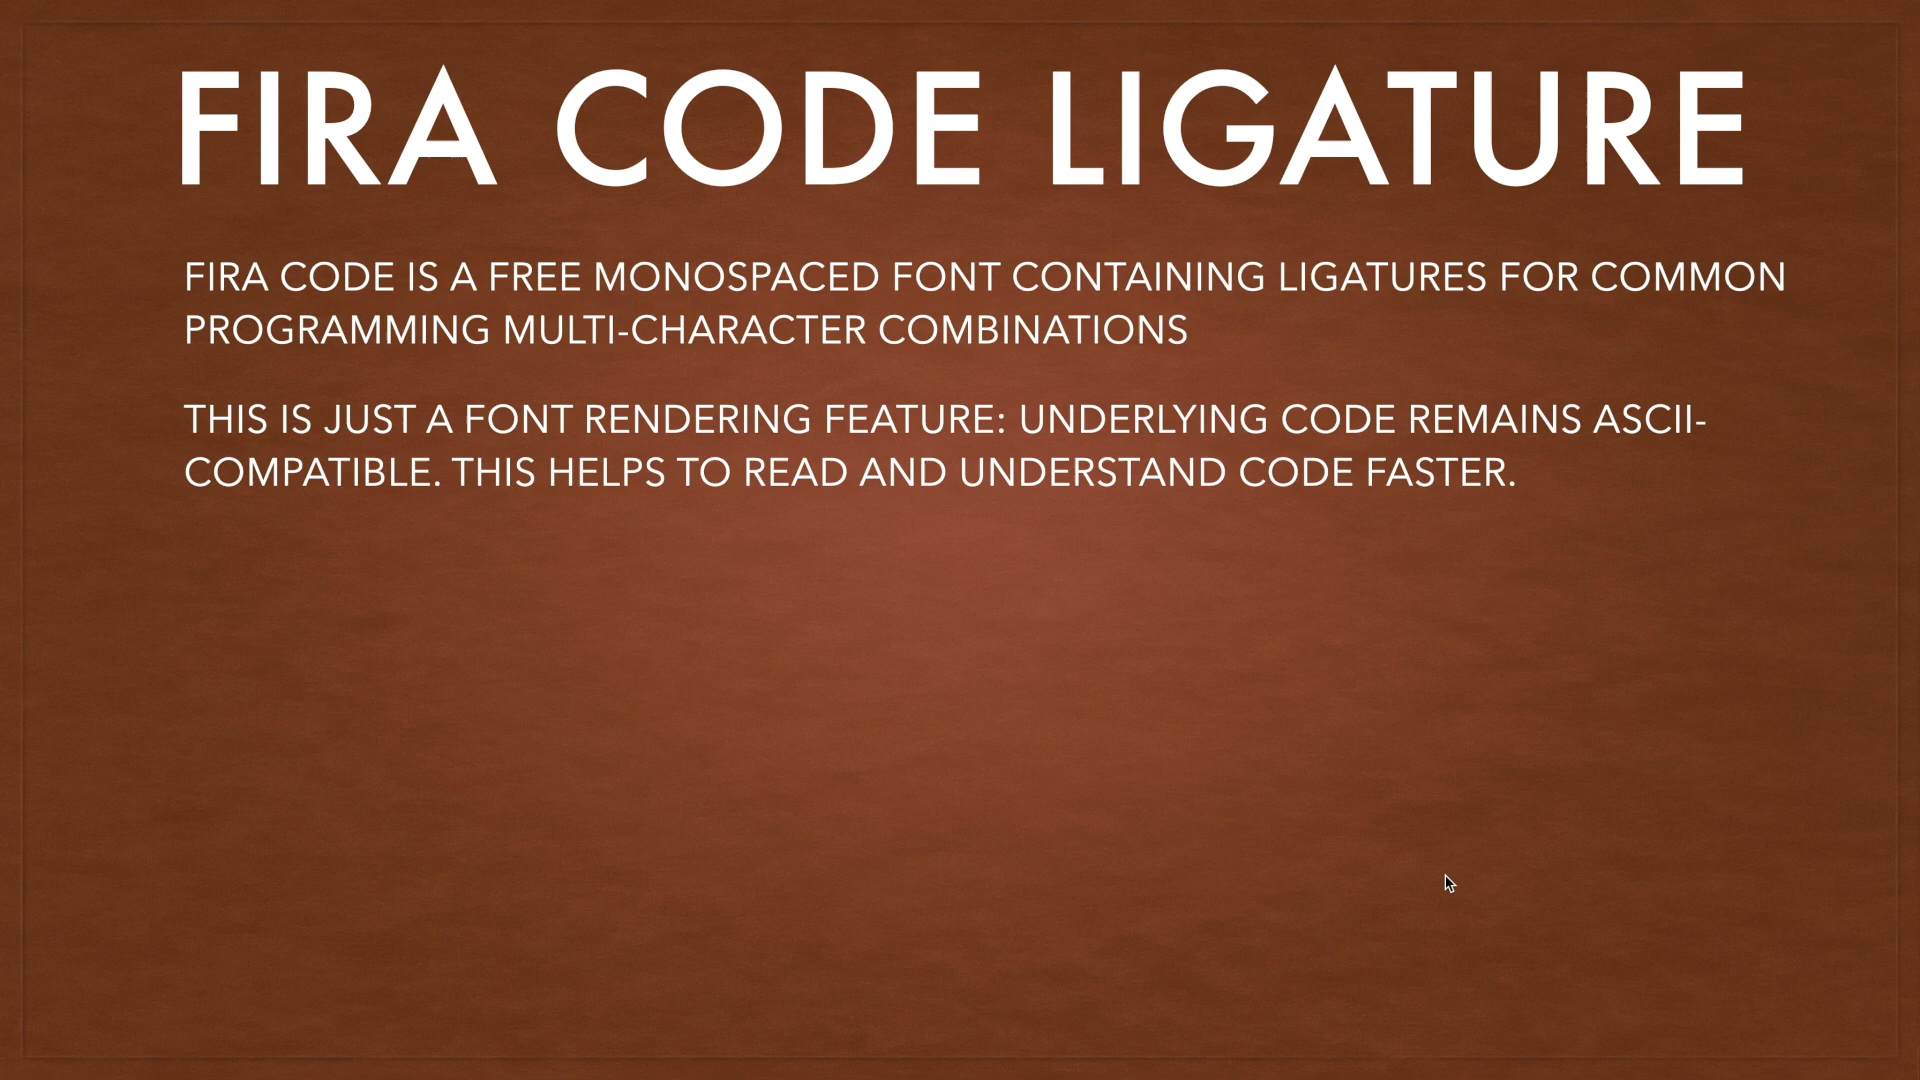 FIRA CODE LIGATURE
FIRA CODE IS A FREE MONOSPACED FONT CONTAINING LIGATURES FOR COMMON
PROGRAMMING MULTI-CHARACTER COMBINATIONS
THIS IS JUST A FONT RENDERING FEATURE: UNDERLYING CODE REMAINS ASCII-
COMPATIBLE. THIS HELPS TO READ AND UNDERSTAND CODE FASTER.